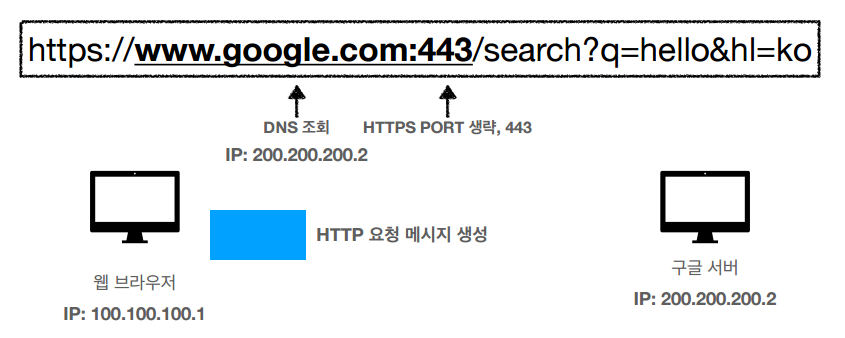 https://www.google.com:443/search?q=hello&hl=ko
DNS 조회
HTTPS PORT 생략, 443
IP: 200.200.200.2
HTTP 요청 메시지 생성
웹 브라우저
IP: 100.100.100.1
구글 서버
IP: 200.200.200.2